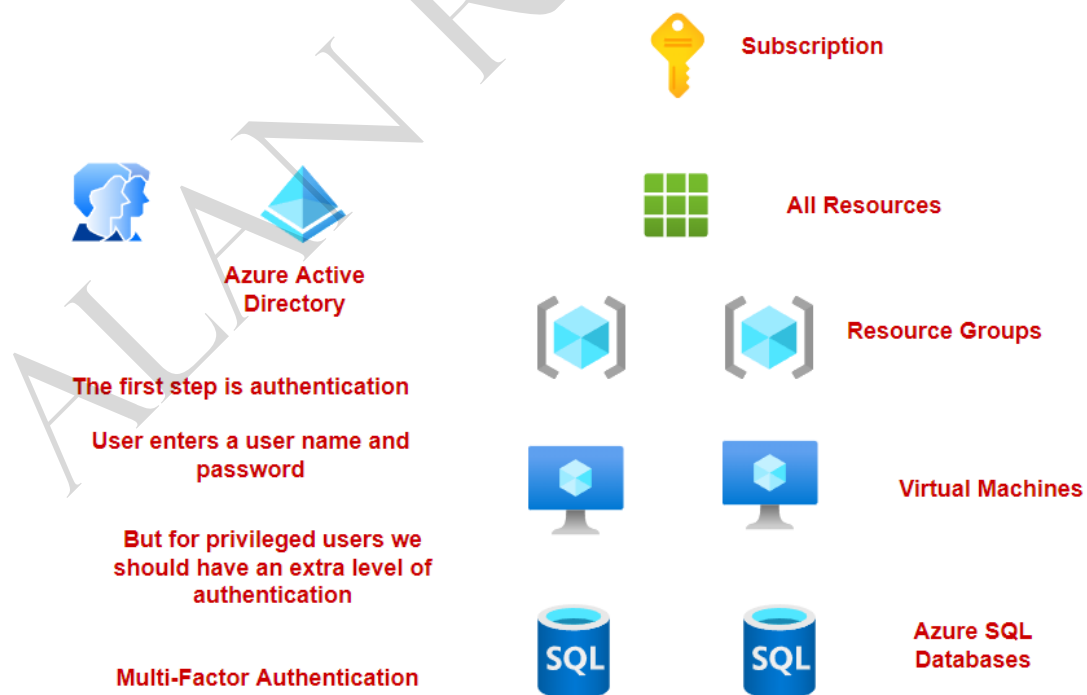 Subscription
All Resources
Azure Active
Directory
Resource Groups
The first step is authentication
User enters a user name and
password
Virtual Machines
But for privileged users we
should have an extra level of
authentication
Azure SQL
Databases
SQL
SQL
Multi-Factor Authentication
ALAN R